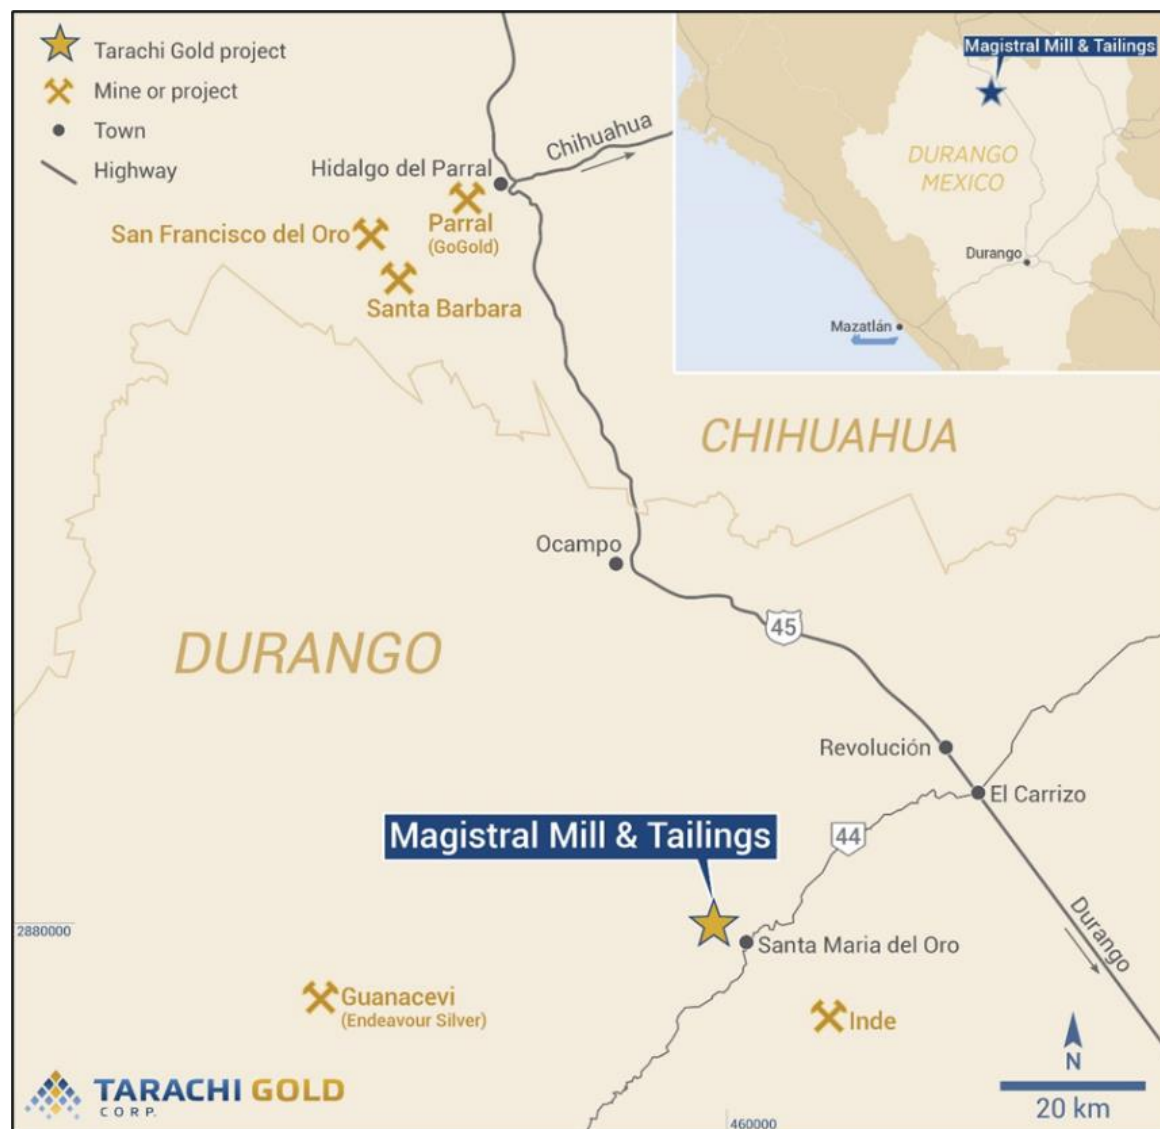 Tarachi Gold project
Mine or project
Town
Highway
Magistral Mill & Tailings
DURANGO
MEXICO
Durango
Mazatlán
Chihuahua
Hidalgo del Parral
Parral
(GoGold)
San Francisco del Oro
Santa Barbara
CHIHUAHUA
Ocampo
DURANGO
45
Revolución
El Carrizo
44
Magistral Mill & Tailings
Durango
2880000
Santa Maria del Oro
Guanacevi
(Endeavour Silver)
Inde
N
TARACHI GOLD
CORP.
20 km
460000